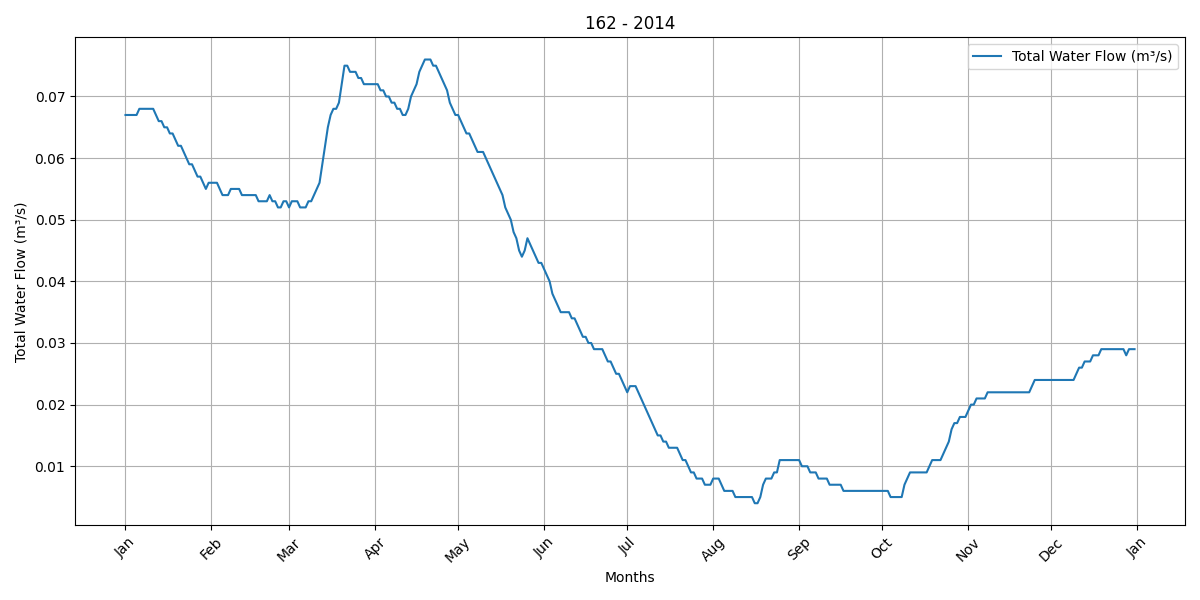 162 - 2014
Total Water Flow (m³/s)
Total Water Flow (m³/s)
0.07
0.06
0.05
0.04
0.03
0.02
0.01
Jan Feb Mar Apr May Jun Jul Aug Sep Oct Nov Dec Jan
Months